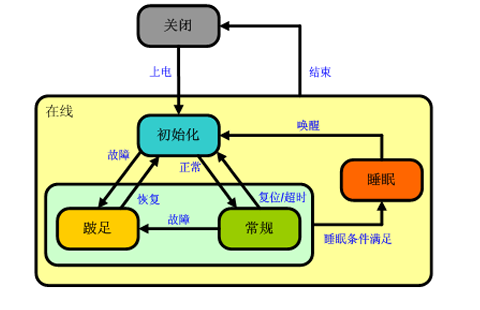 关闭
上电
结束
在线
初始化
唤醒
故障
正常
睡眠
恢复
复位/超时
跛足
故障
常规
睡眠条件满足